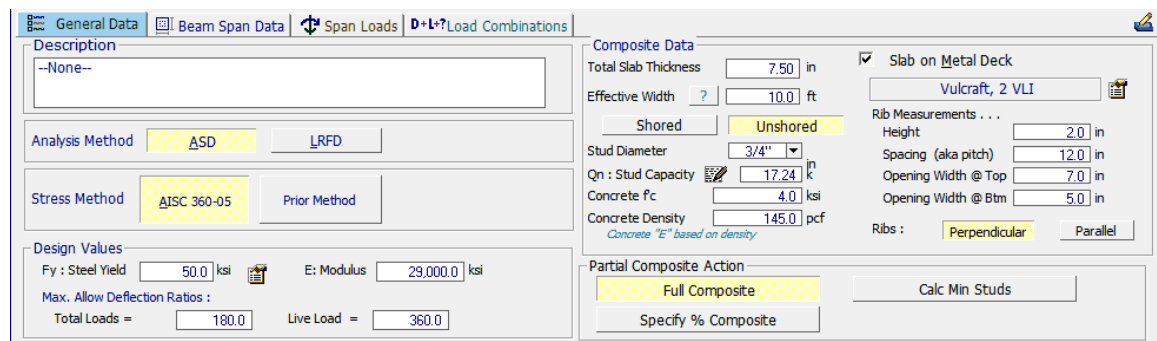 General Data Beam Span Data Span Loads D+L+? Load Combinations
Description
--None--
Analysis Method ASD LRFD
Stress Method AISC 360-05 Prior Method
Design Values
Fy : Steel Yield 50.0 ksi E: Modulus 29,000.0 ksi
Max. Allow Deflection Ratios :
Total Loads = 180.0 Live Load = 360.0
Composite Data
Total Slab Thickness 7.50 in
Effective Width ? 10.0 ft
Shored Unshored
Stud Diameter 3/4" in
Qn : Stud Capacity 17.24 k
Concrete f'c 4.0 ksi
Concrete Density 145.0 pcf
Concrete "E" based on density
Slab on Metal Deck
Vulcraft, 2 VLI
Rib Measurements . . .
Height 2.0 in
Spacing (aka pitch) 12.0 in
Opening Width @ Top 7.0 in
Opening Width @ Btm 5.0 in
Ribs : Perpendicular Parallel
Partial Composite Action
Full Composite Calc Min Studs
Specify % Composite